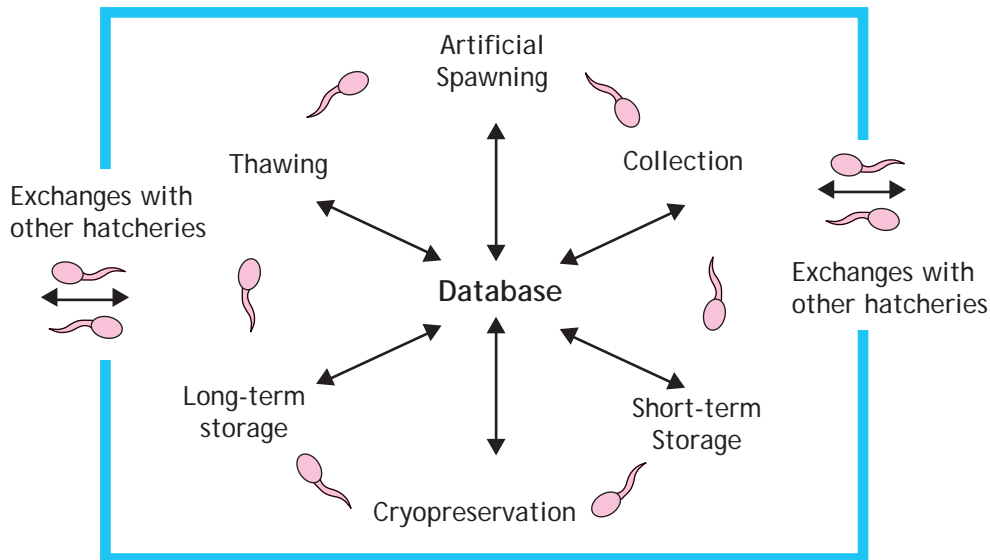 Artificial
Spawning
Thawing
Collection
Exchanges with
other hatcheries
Database
Exchanges with
other hatcheries
Long-term
storage
Short-term
Storage
Cryopreservation